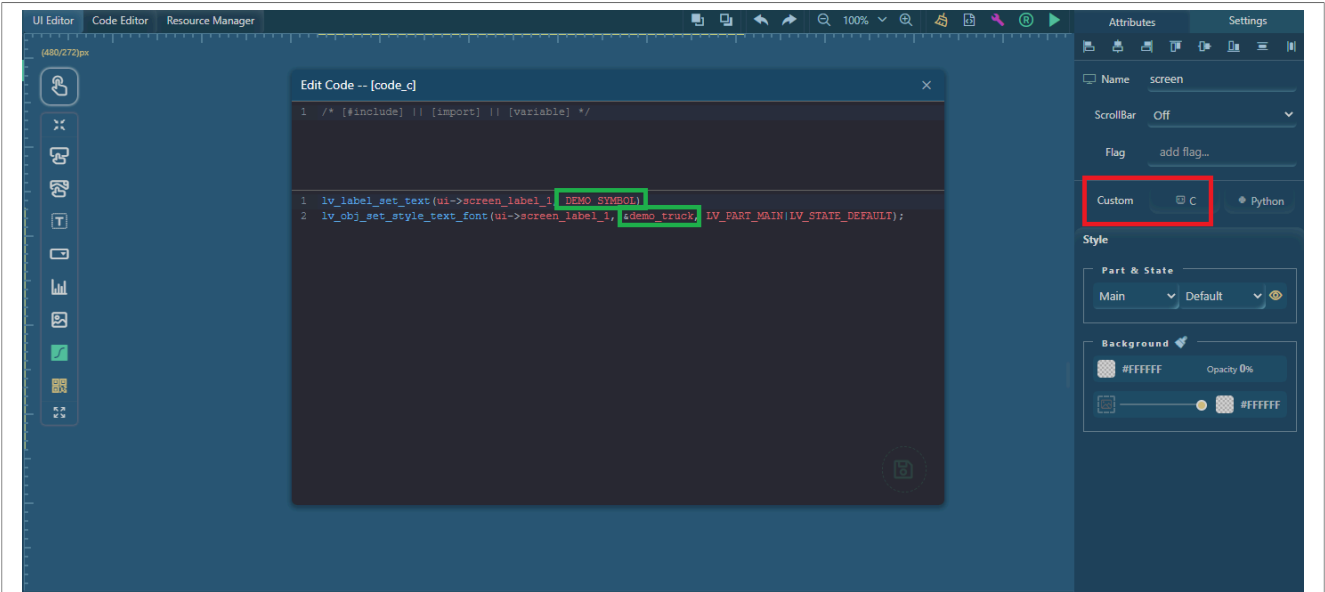 UI Editor Code Editor Resource Manager 100% Attributes Settings
(480/272)px
Name screen
Edit Code -- [code_c]
1 /* [#include] || [import] || [variable] */
ScrollBar Off
Flag add flag...
1 lv_label_set_text(ui->screen_label_1, DEMO_SYMBOL)
Custom C Python
2 lv_obj_set_style_text_font(ui->screen_label_1, &demo_truck, LV_PART_MAIN|LV_STATE_DEFAULT);
Style
Part & State
Main Default
Background
#FFFFFF Opacity 0%
#FFFFFF